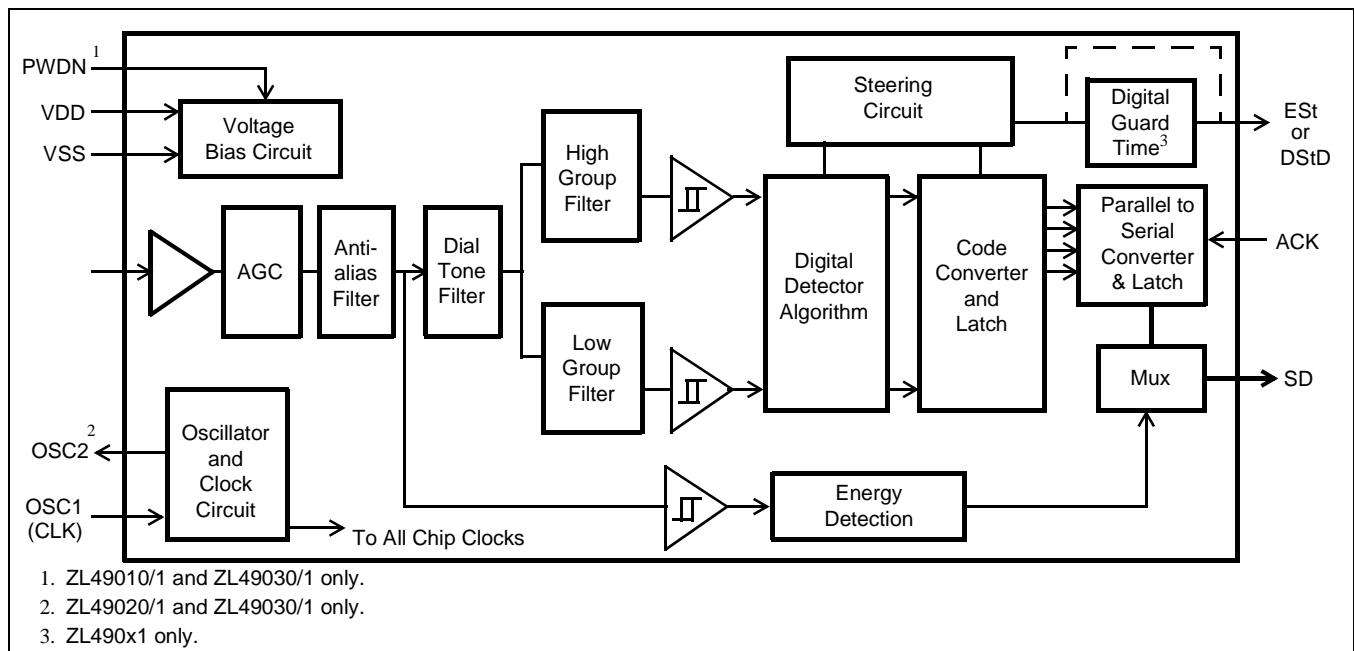 PWDN 1
VDD
VSS
Voltage
Bias Circuit
AGC
Anti-
alias
Filter
Dial
Tone
Filter
High
Group
Filter
Low
Group
Filter
Steering
Circuit
Digital
Detector
Algorithm
Code
Converter
and
Latch
Digital
Guard
Time3
ESt
or
DStD
Parallel to
Serial
Converter
& Latch
ACK
Mux
SD
OSC2 2
OSC1
(CLK)
Oscillator
and
Clock
Circuit
To All Chip Clocks
Energy
Detection
1. ZL49010/1 and ZL49030/1 only.
2. ZL49020/1 and ZL49030/1 only.
3. ZL490x1 only.